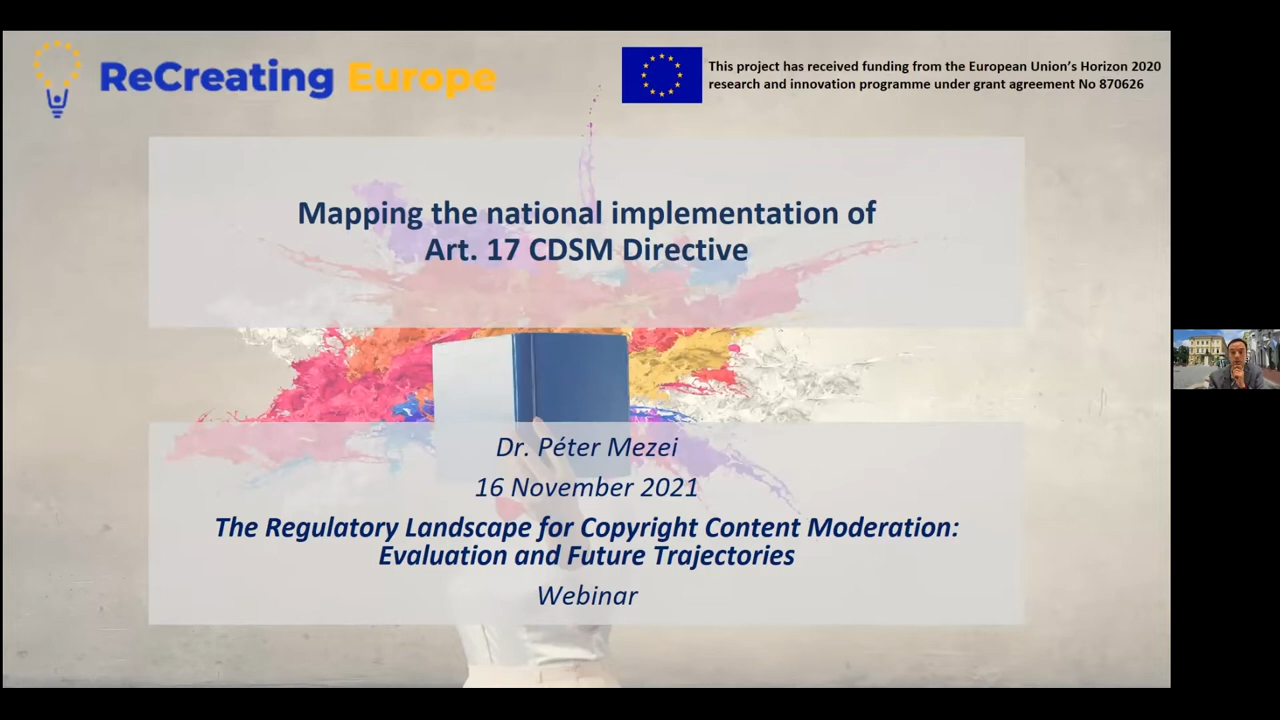 ReCreating Europe
This project has received funding from the European Union's Horizon 2020
research and innovation programme under grant agreement No 870626
Mapping the national implementation of
Art. 17 CDSM Directive
Dr. Péter Mezei
16 November 2021
The Regulatory Landscape for Copyright Content Moderation:
Evaluation and Future Trajectories
Webinar